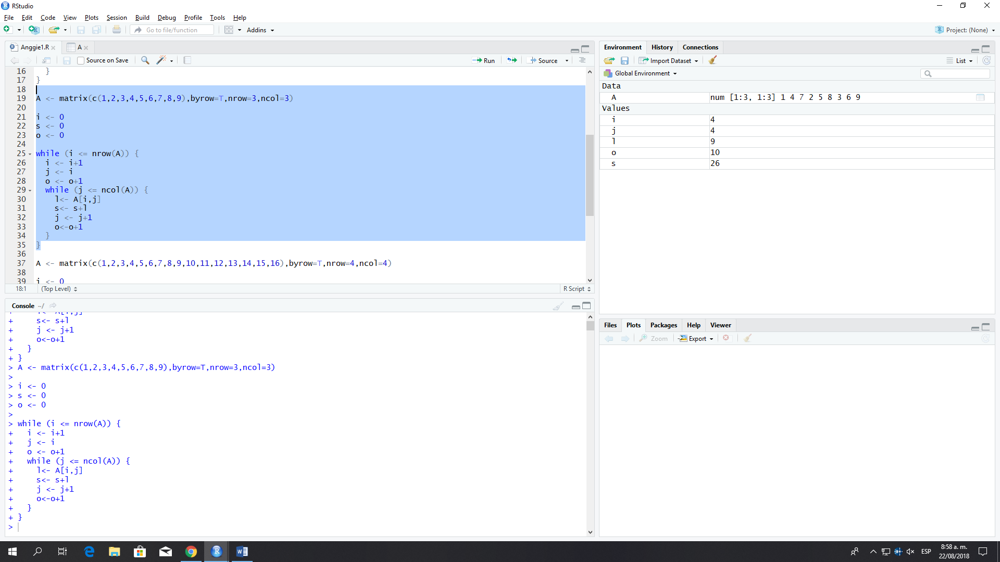 RStudio
File Edit Code View Plots Session Build Debug Profile Tools Help
Go to file/function Addins Project: (None)
Anggie1.R A
Source on Save Run Source
16 }
17 }
18
19 A <- matrix(c(1,2,3,4,5,6,7,8,9),byrow=T,nrow=3,ncol=3)
20
21 i <- 0
22 s <- 0
23 o <- 0
24
25 while (i <= nrow(A)) {
26 i <- i+1
27 j <- i
28 o <- o+1
29 while (j <= ncol(A)) {
30 l<- A[i,j]
31 s<- s+l
32 j <- j+1
33 o<-o+1
34 }
35 }
36
37 A <- matrix(c(1,2,3,4,5,6,7,8,9,10,11,12,13,14,15,16),byrow=T,nrow=4,ncol=4)
38
39 i <- 0
18:1 (Top Level) R Script
Console ~/
+ l<- A[i,j]
+ s<- s+l
+ j <- j+1
+ o<-o+1
+ }
+ }
> A <- matrix(c(1,2,3,4,5,6,7,8,9),byrow=T,nrow=3,ncol=3)
>
> i <- 0
> s <- 0
> o <- 0
>
> while (i <= nrow(A)) {
+ i <- i+1
+ j <- i
+ o <- o+1
+ while (j <= ncol(A)) {
+ l<- A[i,j]
+ s<- s+l
+ j <- j+1
+ o<-o+1
+ }
+ }
>
Environment History Connections
Import Dataset List
Global Environment
Data
A num [1:3, 1:3] 1 4 7 2 5 8 3 6 9
Values
i 4
j 4
l 9
o 10
s 26
Files Plots Packages Help Viewer
Zoom Export
ESP 8:58 a. m.
22/08/2018